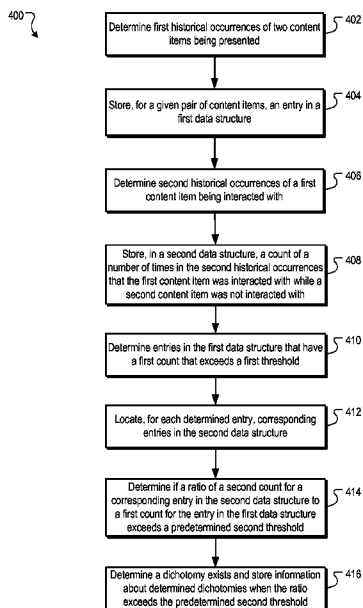 400
Determine first historical occurrences of two content
items being presented
402
Store, for a given pair of content items, an entry in a
first data structure
404
Determine second historical occurrences of a first
content item being interacted with
406
Store, in a second data structure, a count of a
number of times in the second historical occurrences
that the first content item was interacted with while a
second content item was not interacted with
408
Determine entries in the first data structure that have
a first count that exceeds a first threshold
410
Locate, for each determined entry, corresponding
entries in the second data structure
412
Determine if a ratio of a second count for a
corresponding entry in the second data structure to
a first count for the entry in the first data structure
exceeds a predetermined second threshold
414
Determine a dichotomy exists and store information
about determined dichotomies when the ratio
exceeds the predetermined second threshold
416